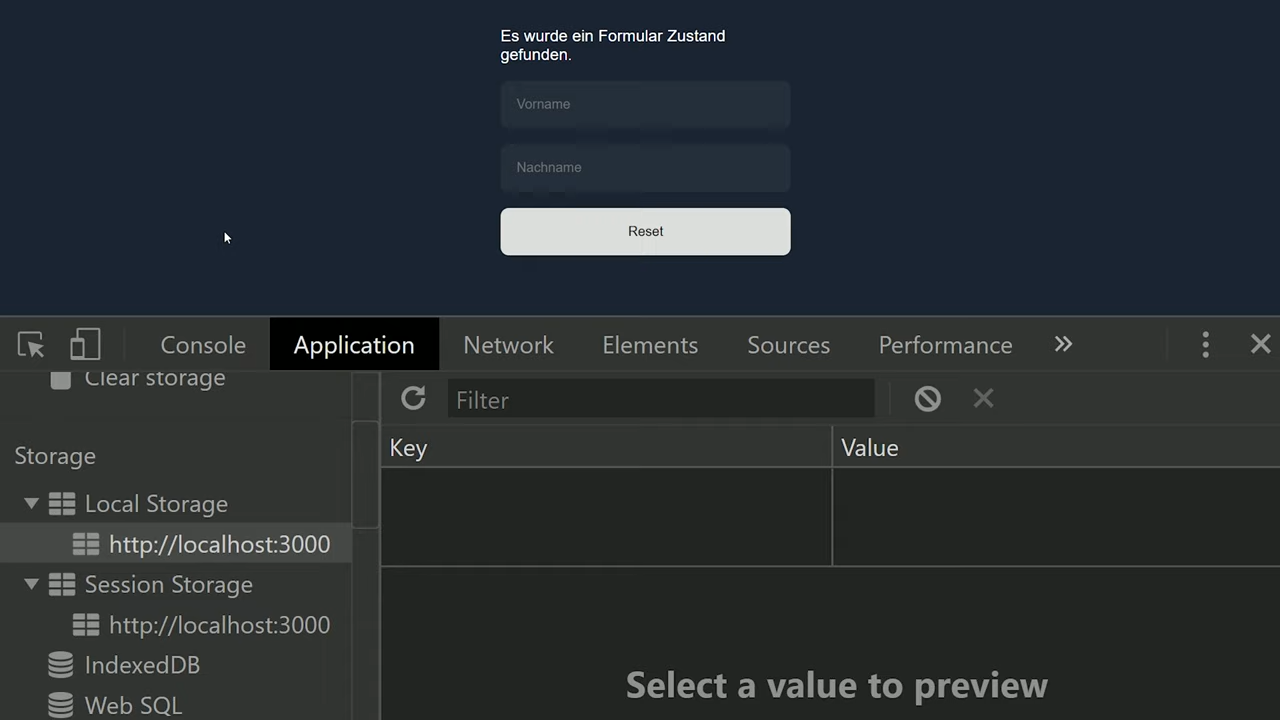 Es wurde ein Formular Zustand
gefunden.
Vorname
Nachname
Reset
Console
Application
Network
Elements
Sources
Performance
Clear storage
Filter
Storage
Key
Value
Local Storage
http://localhost:3000
Session Storage
http://localhost:3000
IndexedDB
Web SQL
Select a value to preview